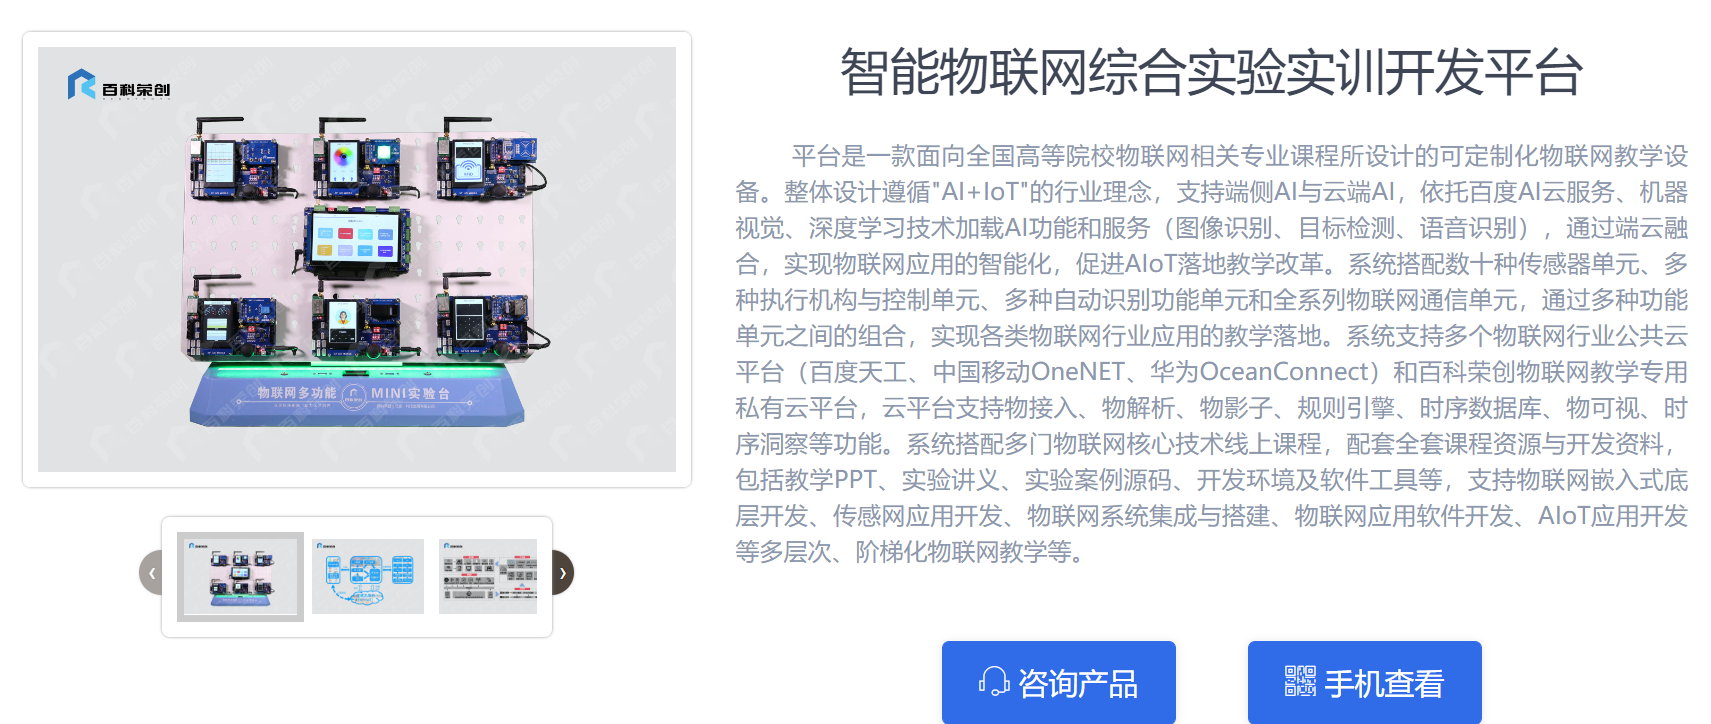 百科荣创
物联网多功能 MINI实验台
智能物联网综合实验实训开发平台
平台是一款面向全国高等院校物联网相关专业课程所设计的可定制化物联网教学设
备。整体设计遵循"AI+IoT"的行业理念，支持端侧AI与云端AI，依托百度AI云服务、机器
视觉、深度学习技术加载AI功能和服务（图像识别、目标检测、语音识别），通过端云融
合，实现物联网应用的智能化，促进AIoT落地教学改革。系统搭配数十种传感器单元、多
种执行机构与控制单元、多种自动识别功能单元和全系列物联网通信单元，通过多种功能
单元之间的组合，实现各类物联网行业应用的教学落地。系统支持多个物联网行业公共云
平台（百度天工、中国移动OneNET、华为OceanConnect）和百科荣创物联网教学专用
私有云平台，云平台支持物接入、物解析、物影子、规则引擎、时序数据库、物可视、时
序洞察等功能。系统搭配多门物联网核心技术线上课程，配套全套课程资源与开发资料，
包括教学PPT、实验讲义、实验案例源码、开发环境及软件工具等，支持物联网嵌入式底
层开发、传感网应用开发、物联网系统集成与搭建、物联网应用软件开发、AIoT应用开发
等多层次、阶梯化物联网教学等。
咨询产品
手机查看